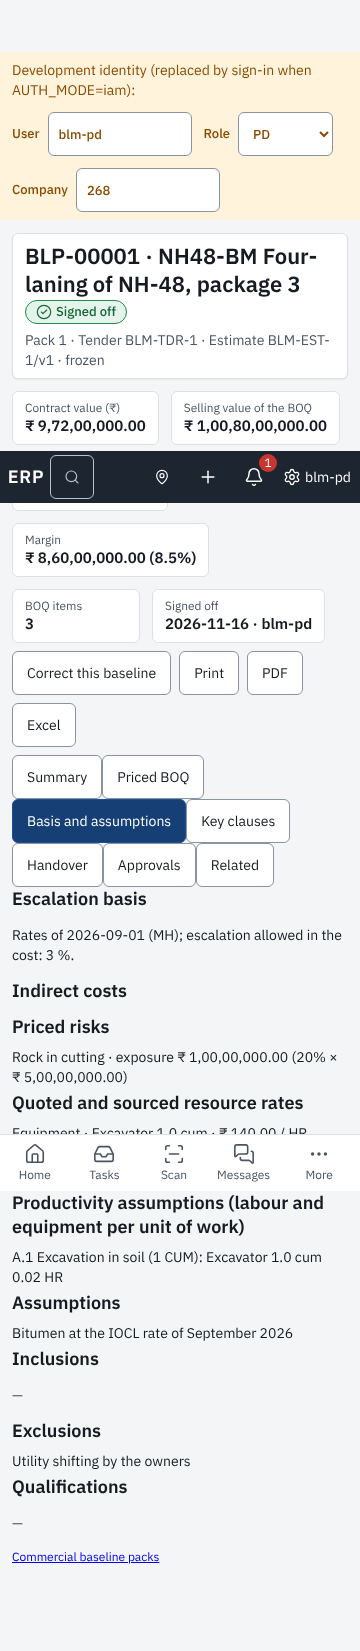 Development identity (replaced by sign-in when
AUTH_MODE=iam):
User blm-pd Role PD
Company 268
BLP-00001 · NH48-BM Four-
laning of NH-48, package 3
Signed off
Pack 1 · Tender BLM-TDR-1 · Estimate BLM-EST-
1/v1 · frozen
Contract value (₹) Selling value of the BOQ
₹ 9,72,00,000.00 ₹ 1,00,80,00,000.00
ERP 1 blm-pd
Margin
₹ 8,60,00,000.00 (8.5%)
BOQ items Signed off
3 2026-11-16 · blm-pd
Correct this baseline Print PDF
Excel
Summary Priced BOQ
Basis and assumptions Key clauses
Handover Approvals Related
Escalation basis
Rates of 2026-09-01 (MH); escalation allowed in the
cost: 3 %.
Indirect costs
Priced risks
Rock in cutting · exposure ₹ 1,00,00,000.00 (20% ×
₹ 5,00,00,000.00)
Quoted and sourced resource rates
Equipment · Excavator 1.0 cum · ₹ 140.00 / HR
Home Tasks Scan Messages More
Productivity assumptions (labour and
equipment per unit of work)
A.1 Excavation in soil (1 CUM): Excavator 1.0 cum
0.02 HR
Assumptions
Bitumen at the IOCL rate of September 2026
Inclusions
—
Exclusions
Utility shifting by the owners
Qualifications
—
Commercial baseline packs